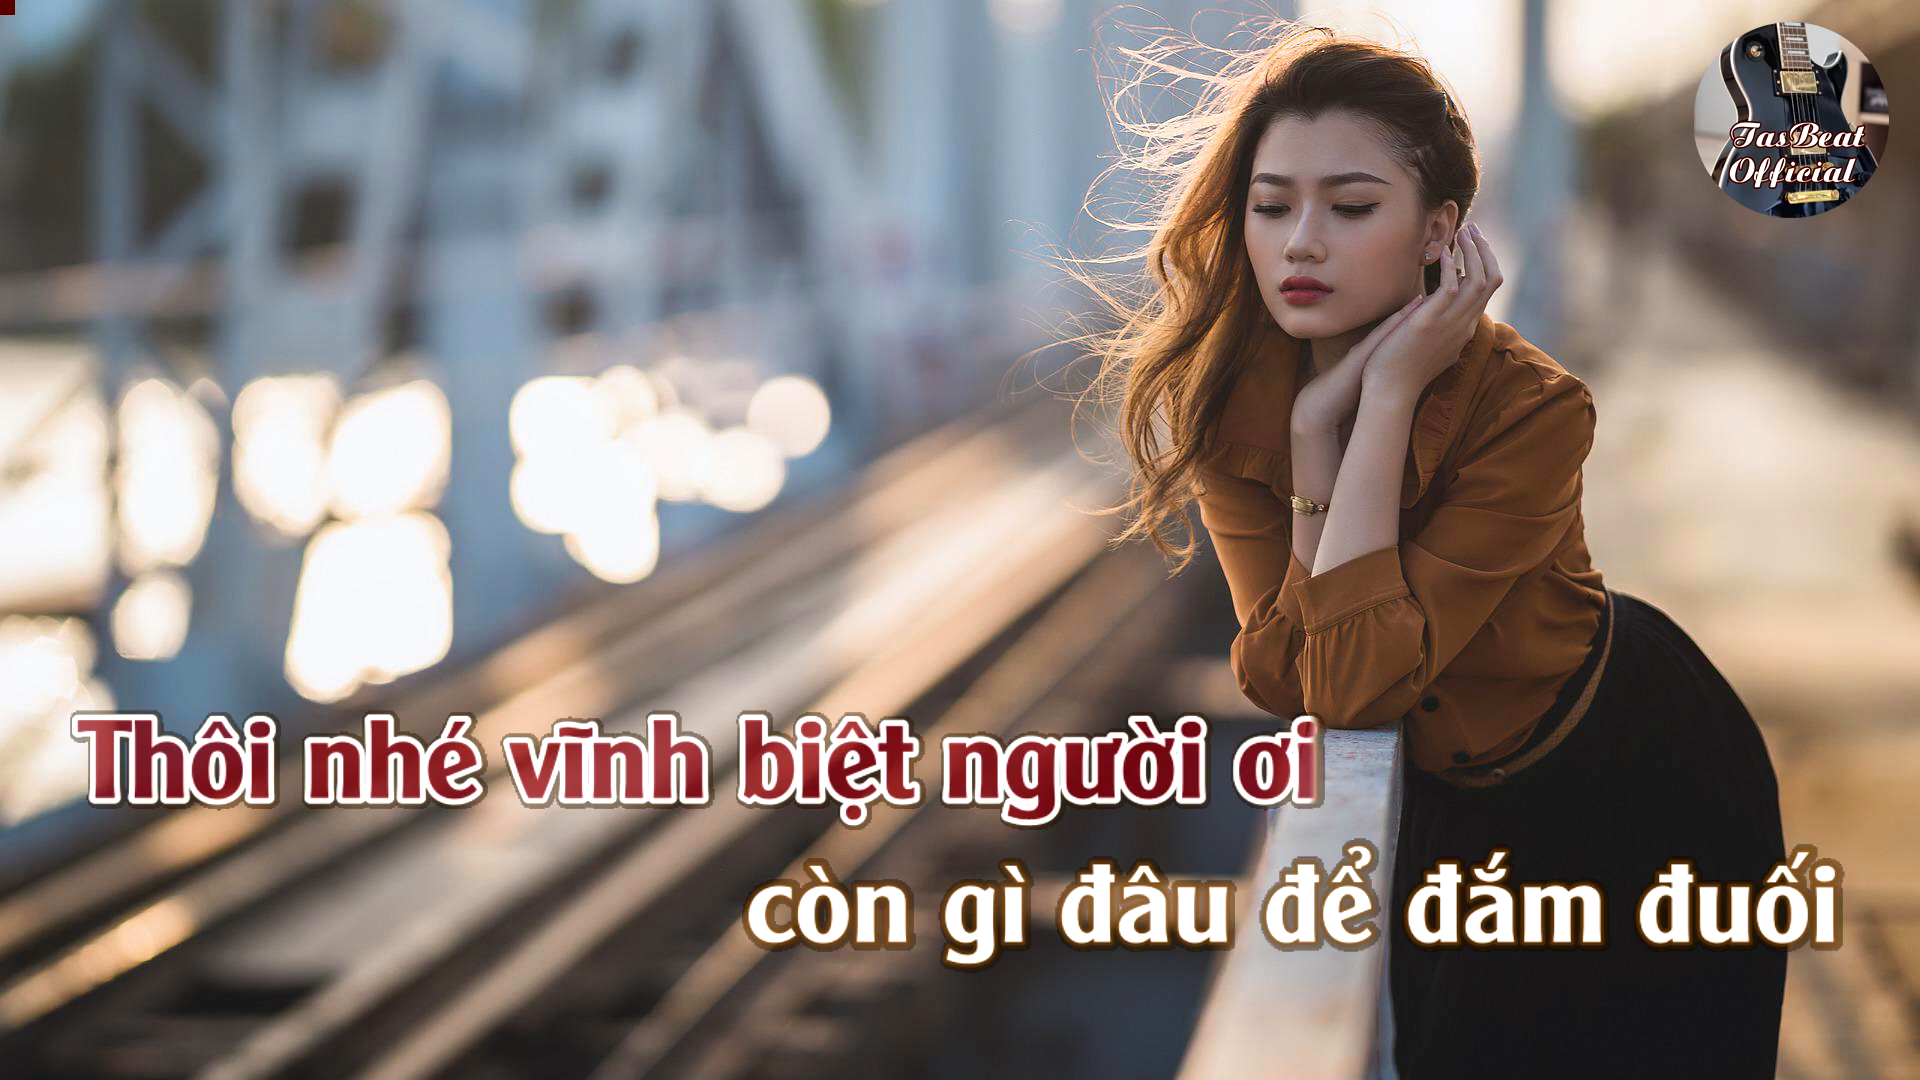 TasBeat
Official
Thôi nhé vĩnh biệt người ơi
còn gì đâu để đắm đuối